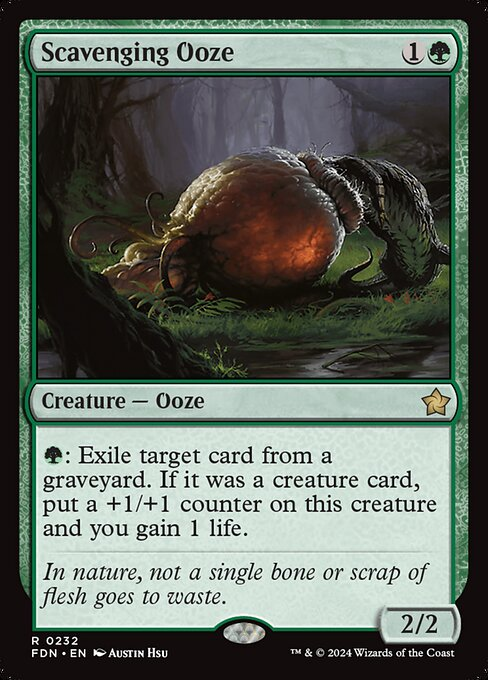 Scavenging Ooze 1
Creature — Ooze
: Exile target card from a
graveyard. If it was a creature card,
put a +1/+1 counter on this creature
and you gain 1 life.
In nature, not a single bone or scrap of
flesh goes to waste.
2/2
R 0232
FDN • EN Austin Hsu
™ & © 2024 Wizards of the Coast